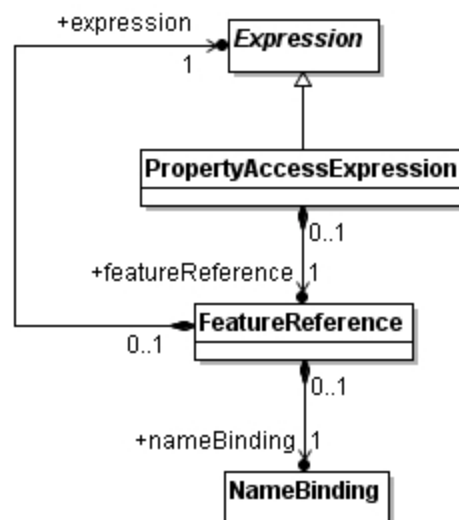 +expression
Expression
1
PropertyAccessExpression
0..1
+featureReference
1
FeatureReference
0..1
0..1
+nameBinding
1
NameBinding